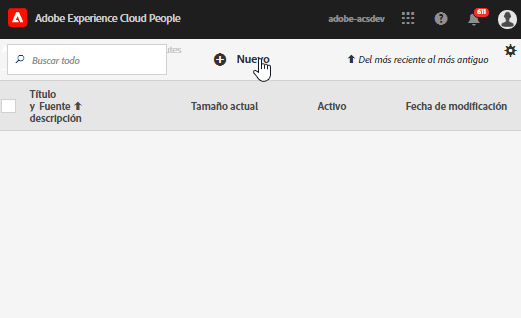 Adobe Experience Cloud People
adobe-acsdev
611
Buscar todo
Nuevo
Del más reciente al más antiguo
Título
y Fuente
descripción
Tamaño actual
Activo
Fecha de modificación